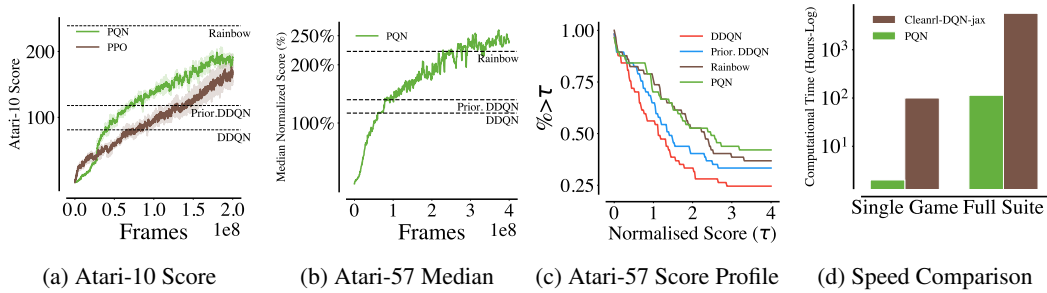 Atari-10 Score
200
100
PQN
PPO
Rainbow
Prior.DDQN
DDQN
0.0 0.5 1.0 1.5 2.0
1e8
Frames
(a) Atari-10 Score
Median Normalized Score (%)
250%
200%
100%
PQN
Rainbow
Prior. DDQN
DDQN
0 1 2 3 4
1e8
Frames
(b) Atari-57 Median
%>τ
1.00
0.75
0.50
0.25
DDQN
Prior. DDQN
Rainbow
PQN
0 1 2 3 4
Normalised Score (τ)
(c) Atari-57 Score Profile
Computational Time (Hours-Log)
10³
10²
10¹
Cleanrl-DQN-jax
PQN
Single Game Full Suite
(d) Speed Comparison